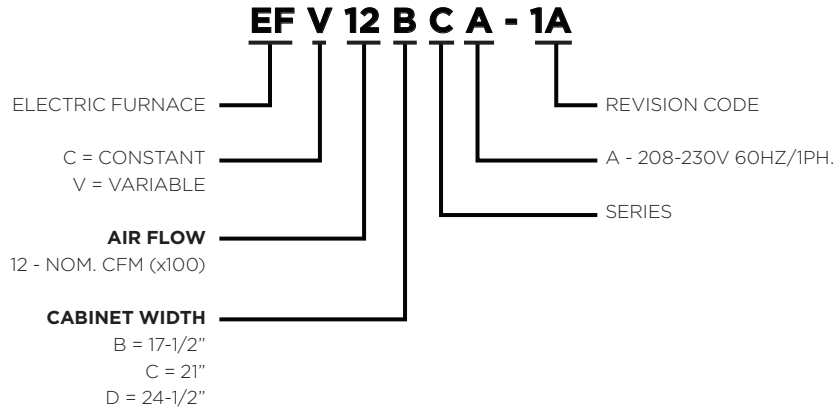 EF V 12 B C A - 1A
ELECTRIC FURNACE
C = CONSTANT
V = VARIABLE
AIR FLOW
12 - NOM. CFM (x100)
CABINET WIDTH
B = 17-1/2”
C = 21”
D = 24-1/2”
REVISION CODE
A - 208-230V 60HZ/1PH.
SERIES